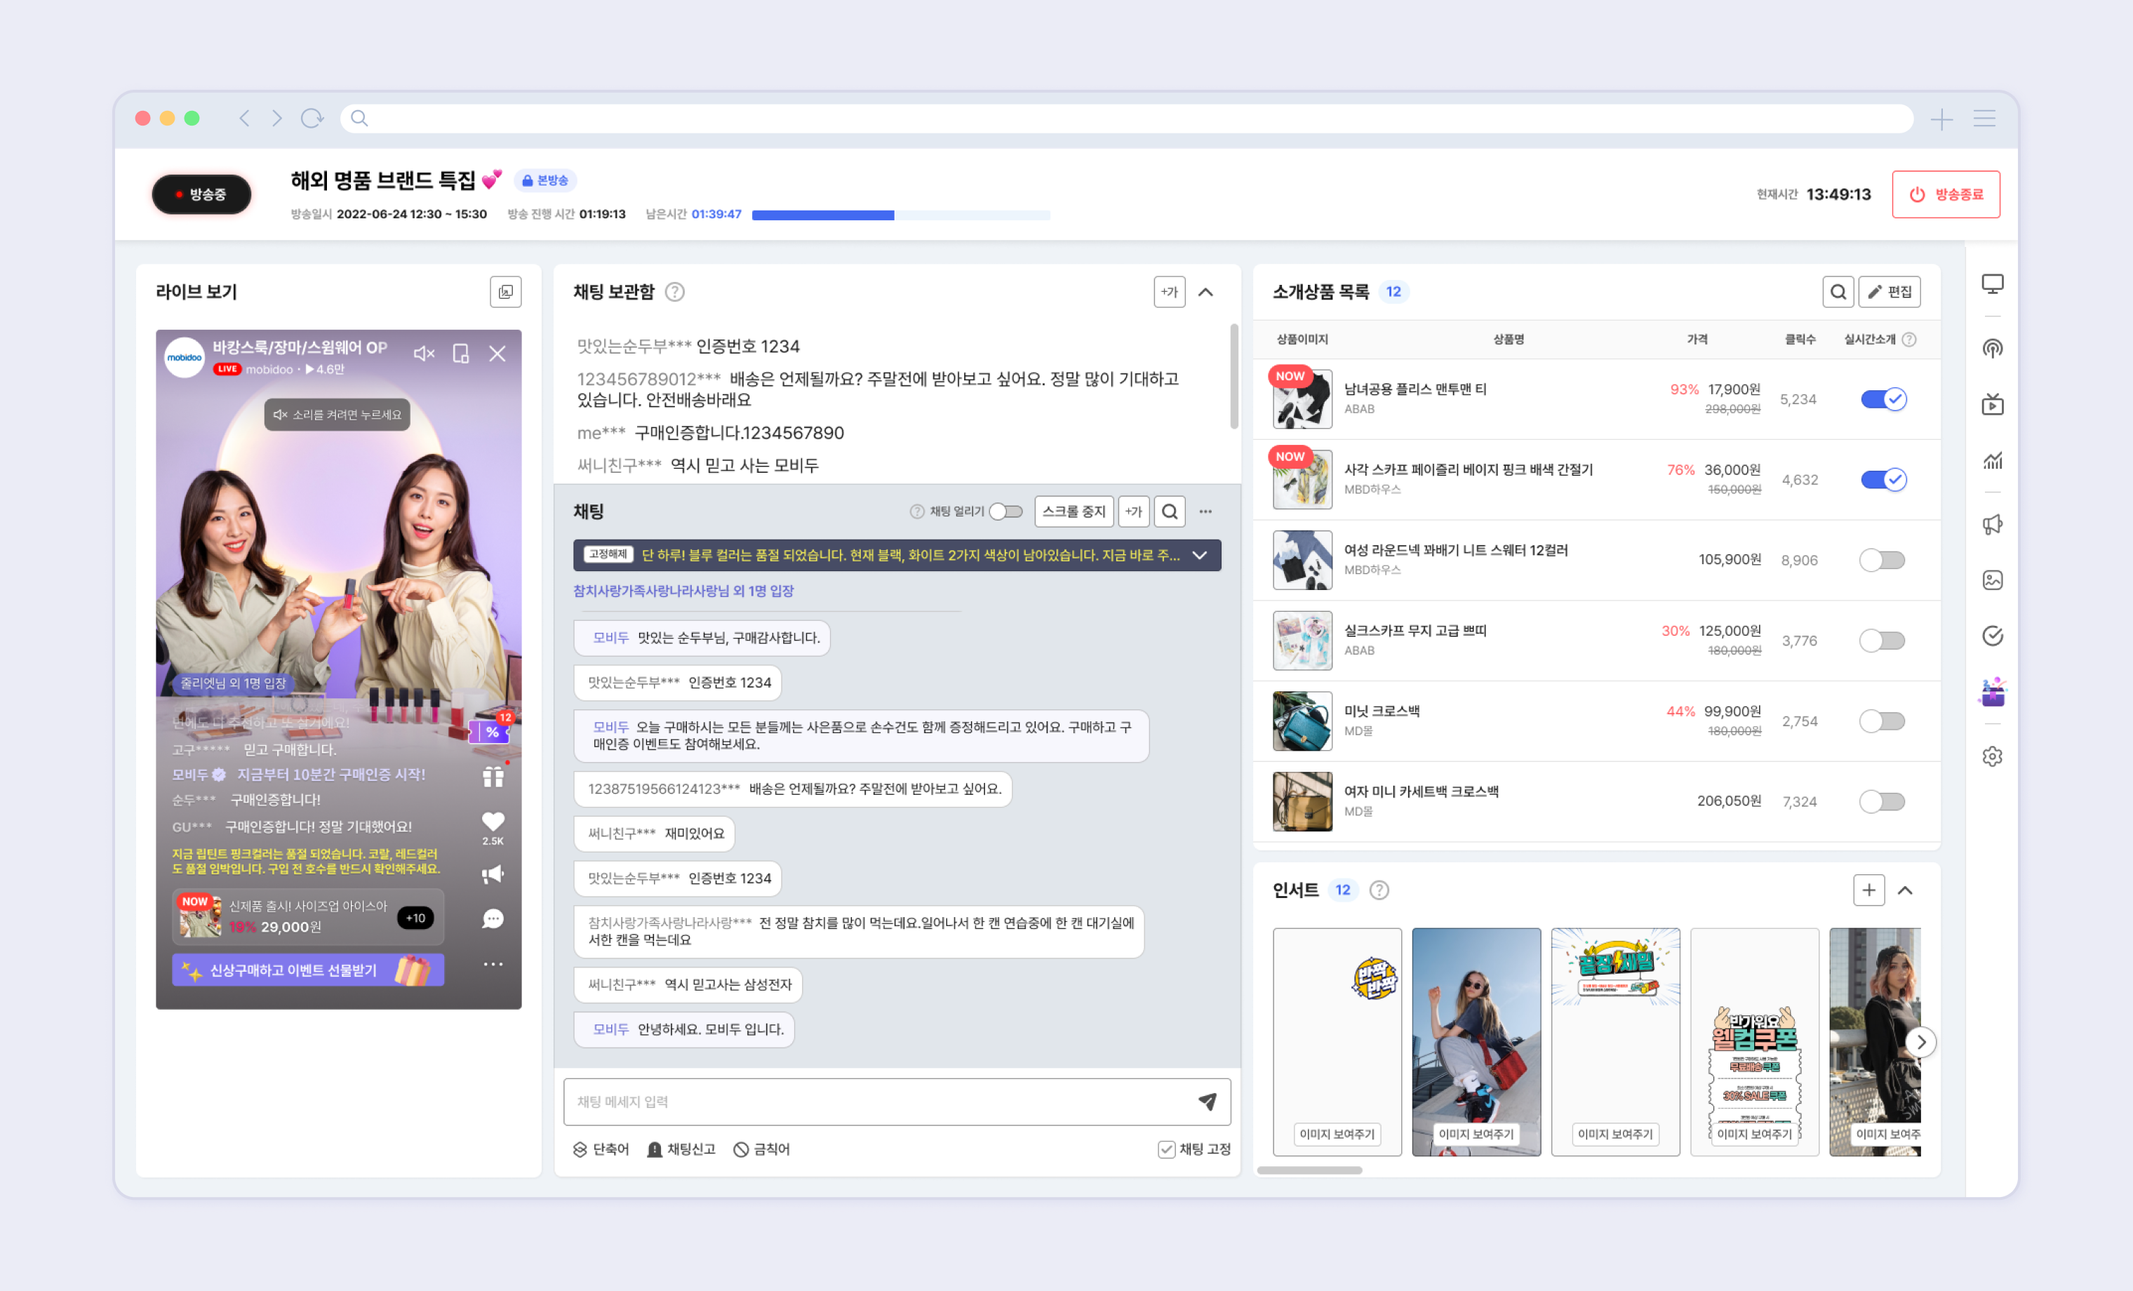 방송중
해외 명품 브랜드 특집 💕
본방송
방송일시 2022-06-24 12:30 ~ 15:30
방송 진행 시간 01:19:13
남은시간 01:39:47
현재시간 13:49:13
방송종료
라이브 보기
mobidoo
바캉스룩/장마/스윔웨어 OP
LIVE mobidoo · ▶4.6만
소리를 켜려면 누르세요
줄리엣님 외 1명 입장
고구***** 믿고 구매합니다.
모비두 지금부터 10분간 구매인증 시작!
순두*** 구매인증합니다!
GU*** 구매인증합니다! 정말 기대했어요!
지금 립틴트 핑크컬러는 품절 되었습니다. 코랄, 레드컬러
도 품절 임박입니다. 구입 전 호수를 반드시 확인해주세요.
12
%
2.5K
NOW
신제품 출시! 사이즈업 아이스아
19% 29,000원
+10
신상구매하고 이벤트 선물받기
채팅 보관함
+가
맛있는순두부*** 인증번호 1234
123456789012*** 배송은 언제될까요? 주말전에 받아보고 싶어요. 정말 많이 기대하고
있습니다. 안전배송바래요
me*** 구매인증합니다.1234567890
써니친구*** 역시 믿고 사는 모비두
채팅
채팅 얼리기
스크롤 중지
+가
고정해제
단 하루! 블루 컬러는 품절 되었습니다. 현재 블랙, 화이트 2가지 색상이 남아있습니다. 지금 바로 주...
참치사랑가족사랑나라사랑님 외 1명 입장
모비두 맛있는 순두부님, 구매감사합니다.
맛있는순두부*** 인증번호 1234
모비두 오늘 구매하시는 모든 분들께는 사은품으로 손수건도 함께 증정해드리고 있어요. 구매하고 구
매인증 이벤트도 참여해보세요.
12387519566124123*** 배송은 언제될까요? 주말전에 받아보고 싶어요.
써니친구*** 재미있어요
맛있는순두부*** 인증번호 1234
참치사랑가족사랑나라사랑*** 전 정말 참치를 많이 먹는데요.일어나서 한 캔 연습중에 한 캔 대기실에
서한 캔을 먹는데요
써니친구*** 역시 믿고사는 삼성전자
모비두 안녕하세요. 모비두 입니다.
채팅 메세지 입력
단축어
채팅신고
금칙어
채팅 고정
소개상품 목록 12
편집
상품이미지
상품명
가격
클릭수
실시간소개
NOW
남녀공용 플리스 맨투맨 티
ABAB
93% 17,900원
298,000원
5,234
NOW
사각 스카프 페이즐리 베이지 핑크 배색 간절기
MBD하우스
76% 36,000원
150,000원
4,632
여성 라운드넥 꽈배기 니트 스웨터 12컬러
MBD하우스
105,900원
8,906
실크스카프 무지 고급 쁘띠
ABAB
30% 125,000원
180,000원
3,776
미닛 크로스백
MD몰
44% 99,900원
180,000원
2,754
여자 미니 카세트백 크로스백
MD몰
206,050원
7,324
인서트 12
반짝
반짝
이미지 보여주기
이미지 보여주기
끝장세일
이미지 보여주기
반가워요
웰컴쿠폰
무료배송 쿠폰
30% SALE 쿠폰
이미지 보여주기
이미지 보여주